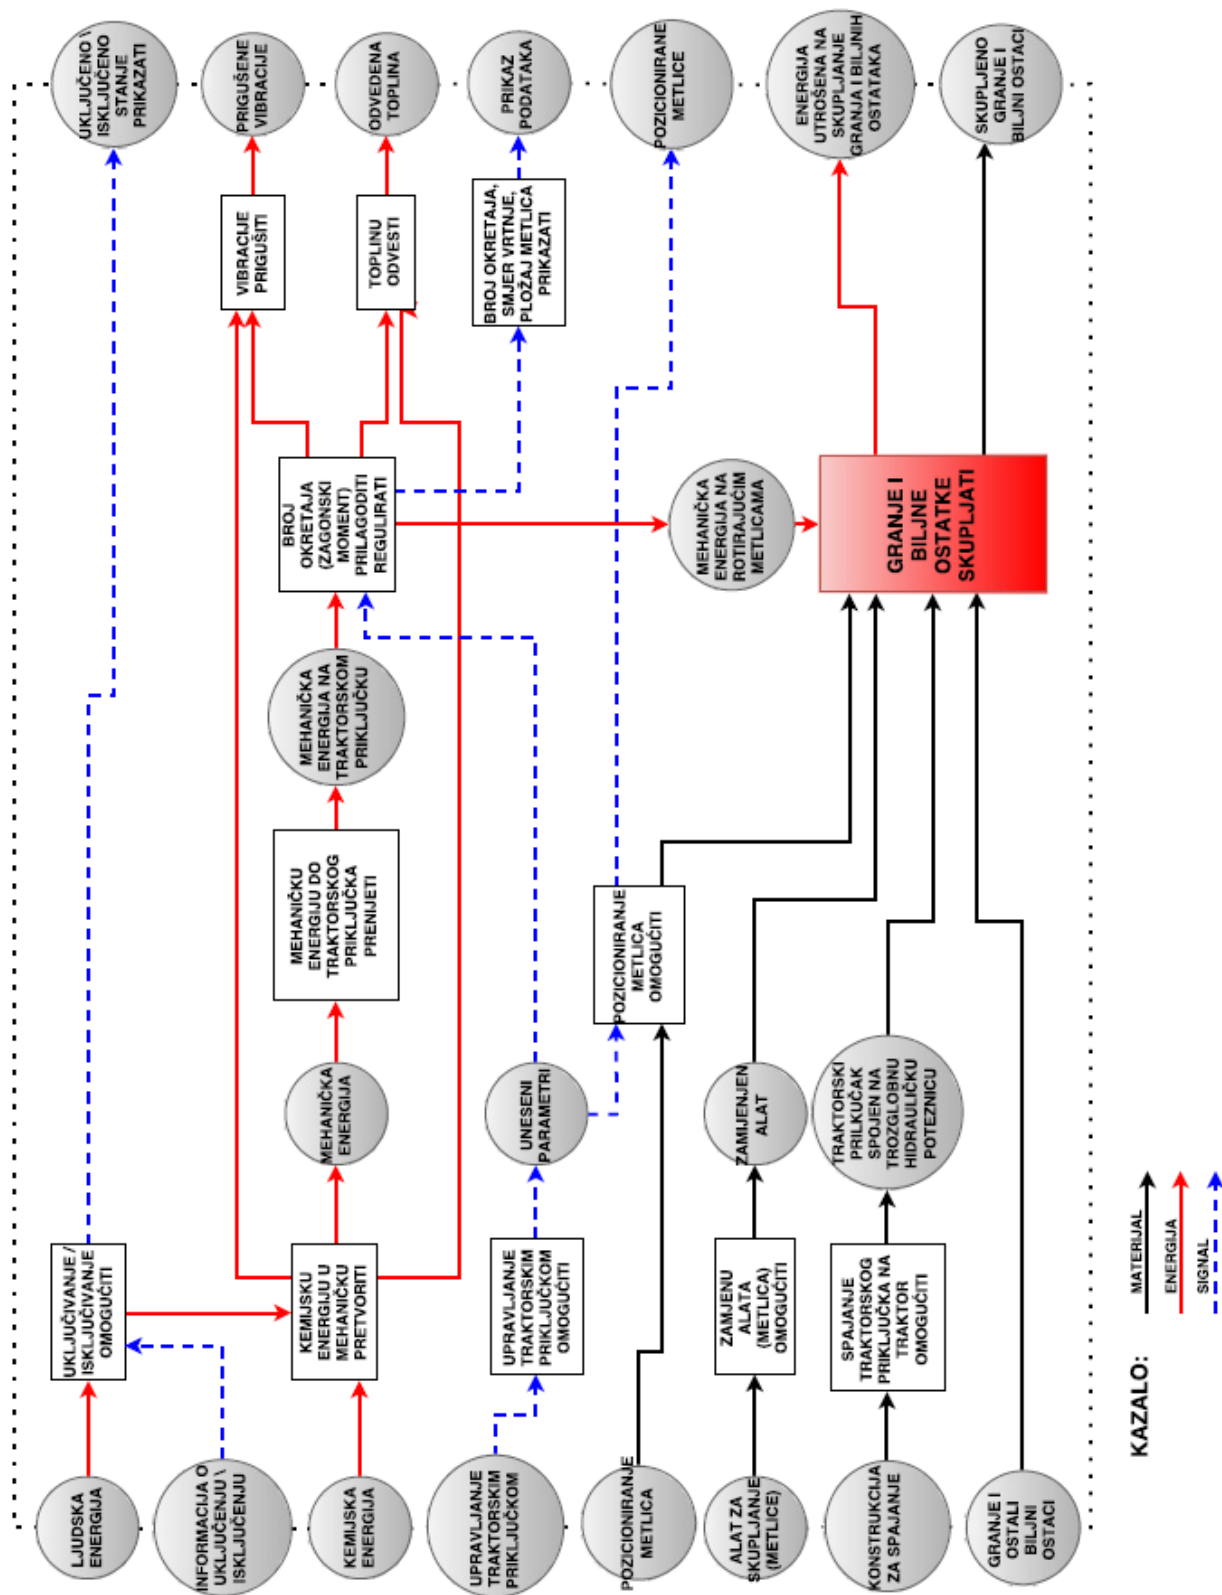 LJUDSKA
ENERGIJA
INFORMACIJA O
UKLJUČENJU \
ISKLJUČENJU
KEMIJSKA
ENERGIJA
UPRAVLJANJE
TRAKTORSKIM
PRIKLJUČKOM
POZICIONIRANJE
METLICA
ALAT ZA
SKUPLJANJE
(METLICE)
KONSTRUKCIJA
ZA SPAJANJE
GRANJE I
OSTALI
BILJNI
OSTACI
UKLJUČIVANJE /
ISKLJUČIVANJE
OMOGUĆITI
KEMIJSKU
ENERGIJU U
MEHANIČKU
PRETVORITI
UPRAVLJANJE
TRAKTORSKIM
PRIKLJUČKOM
OMOGUĆITI
ZAMJENU
ALATA
(METLICA)
OMOGUĆITI
SPAJANJE
TRAKTORSKOG
PRIKLJUČKA NA
TRAKTOR
OMOGUĆITI
MEHANIČKA
ENERGIJA
UNESENI
PARAMETRI
ZAMIJENJEN
ALAT
TRAKTORSKI
PRILKUČAK
SPOJEN NA
TROZGLOBNU
HIDRAULIČKU
POTEZNICU
MEHANIČKU
ENERGIJU DO
TRAKTORSKOG
PRIKLJUČKA
PRENIJETI
POZICIONIRANJE
METLICA
OMOGUĆITI
MEHANIČKA
ENERGIJA NA
TRAKTORSKOM
PRIKLJUČKU
BROJ
OKRETAJA
(ZAGONSKI
MOMENT)
PRILAGODITI
REGULIRATI
MEHANIČKA
ENERGIJA NA
ROTIRAJUĆIM
METLICAMA
GRANJE I
BILJNE
OSTATKE
SKUPLJATI
VIBRACIJE
PRIGUŠITI
TOPLINU
ODVESTI
BROJ OKRETAJA,
SMJER VRTNJE,
PLOŽAJ METLICA
PRIKAZATI
UKLJUČENO \
ISKLJUČENO
STANJE
PRIKAZATI
PRIGUŠENE
VIBRACIJE
ODVEDENA
TOPLINA
PRIKAZ
PODATAKA
POZICIONIRANE
METLICE
ENERGIJA
UTROŠENA NA
SKUPLJANJE
GRANJA I BILJNIH
OSTATAKA
SKUPLJENO
GRANJE I
BILJNI OSTACI
KAZALO:
MATERIJAL
ENERGIJA
SIGNAL